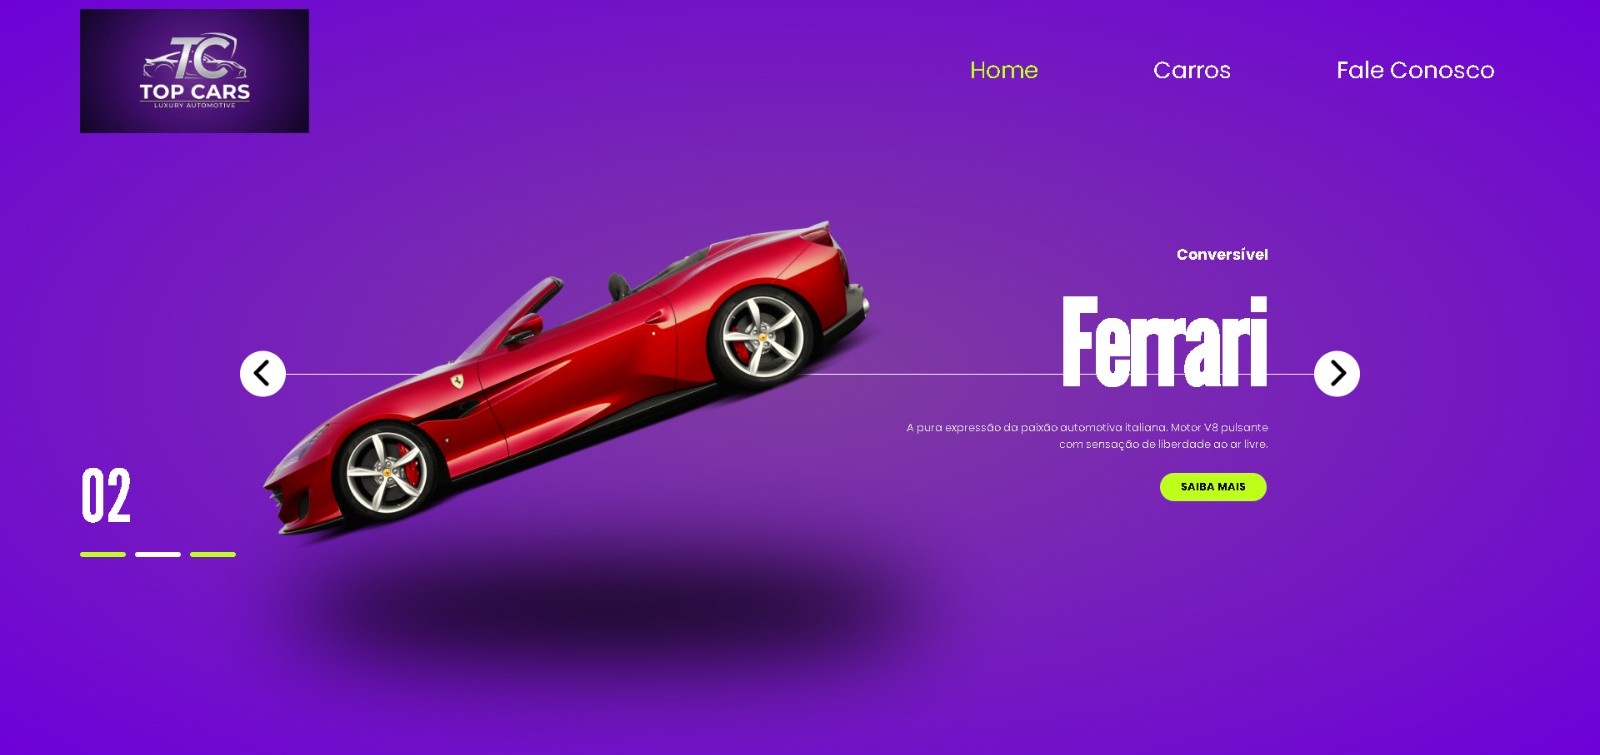 TC
TOP CARS
LUXURY AUTOMOTIVE
Home
Carros
Fale Conosco
Conversível
Ferrari
A pura expressão da paixão automotiva italiana. Motor V8 pulsante
com sensação de liberdade ao ar livre.
SAIBA MAIS
02